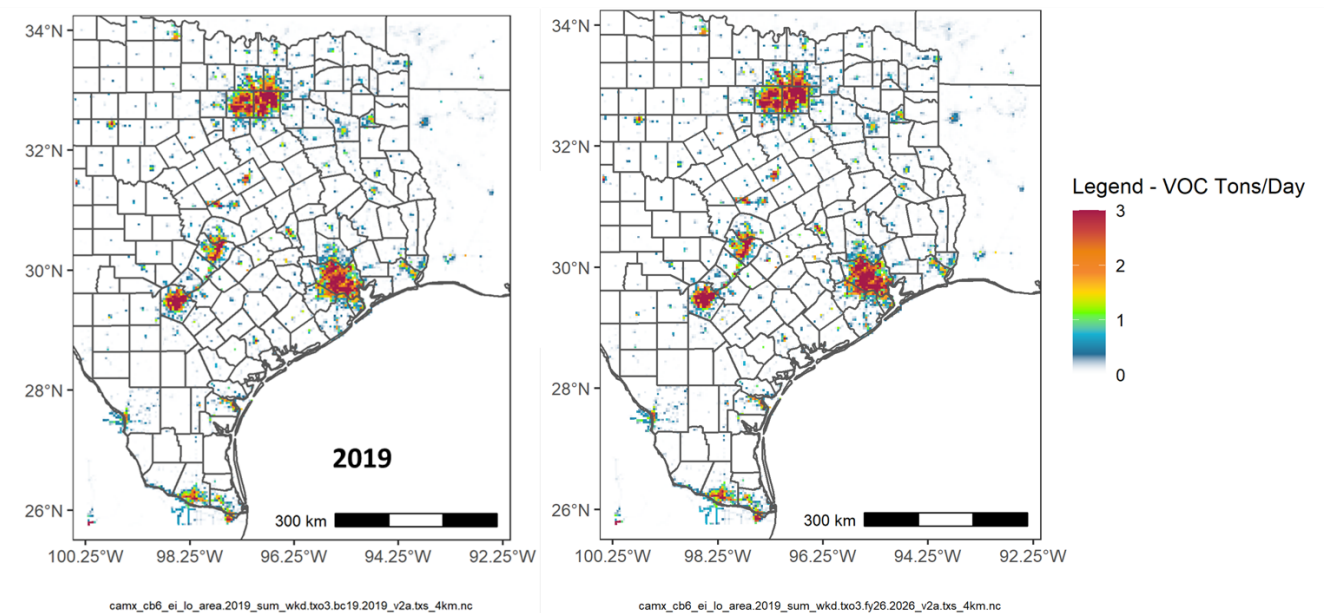 34°N
32°N
30°N
28°N
26°N
2019
300 km
100.25°W 98.25°W 96.25°W 94.25°W 92.25°W
camx_cb6_ei_lo_area.2019_sum_wkd.txo3.bc19.2019_v2a.txs_4km.nc
34°N
32°N
30°N
28°N
26°N
300 km
100.25°W 98.25°W 96.25°W 94.25°W 92.25°W
camx_cb6_ei_lo_area.2019_sum_wkd.txo3.fy26.2026_v2a.txs_4km.nc
Legend - VOC Tons/Day
3
2
1
0